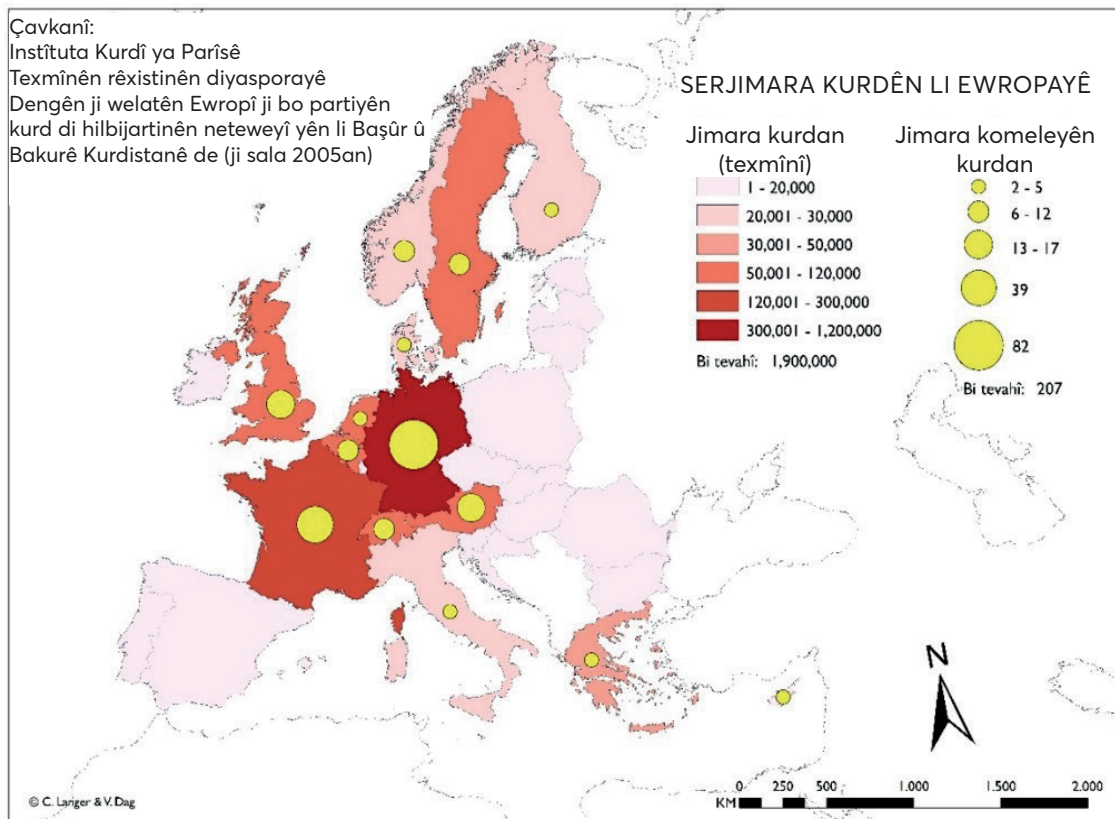 Çavkanî:
Instîtuta Kurdî ya Parîsê
Texmînên rêxistinên diyasporayê
Dengên ji welatên Ewropî ji bo partiyên
kurd di hilbijartinên neteweyî yên li Başûr û
Bakurê Kurdistanê de (ji sala 2005an)
SERJIMARA KURDÊN LI EWROPAYÊ
Jimara kurdan
(texmînî)
1 - 20,000
20,001 - 30,000
30,001 - 50,000
50,001 - 120,000
120,001 - 300,000
300,001 - 1,200,000
Bi tevahî: 1,900,000
Jimara komeleyên
kurdan
2 - 5
6 - 12
13 - 17
39
82
Bi tevahî: 207
N
0 250 500 1.000 1.500 2.000
KM
© C. Langer & V. Dag